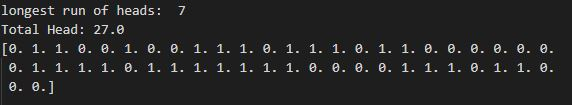 longest run of heads:  7
Total Head: 27.0
[0. 1. 1. 0. 0. 1. 0. 0. 1. 1. 1. 0. 1. 1. 1. 0. 1. 1. 0. 0. 0. 0. 0. 0.
 0. 1. 1. 1. 1. 0. 1. 1. 1. 1. 1. 1. 1. 0. 0. 0. 0. 1. 1. 1. 0. 1. 1. 0.
 0. 0.]